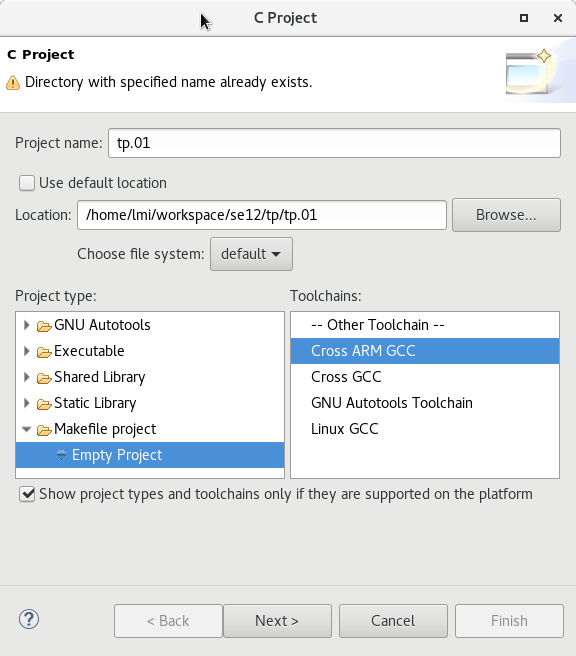 C Project
C Project
Directory with specified name already exists.
Project name: tp.01
Use default location
Location: /home/lmi/workspace/se12/tp/tp.01 Browse...
Choose file system: default
Project type: Toolchains:
GNU Autotools -- Other Toolchain --
Executable Cross ARM GCC
Shared Library Cross GCC
Static Library GNU Autotools Toolchain
Makefile project Linux GCC
Empty Project
Show project types and toolchains only if they are supported on the platform
? < Back Next > Cancel Finish